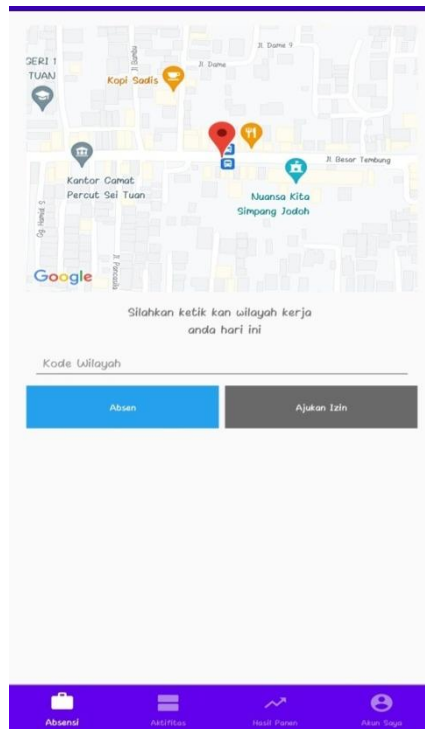 GERI 1
TUAN
Jl Dame 9
Jl Dame
Kopi Sadis
Jl Besar Tembung
Kantor Camat
Percut Sei Tuan
Nuansa Kita
Simpang Jodoh
Jl Pancasila
Google
Silahkan ketik kan wilayah kerja
anda hari ini
Kode Wilayah
Absen
Ajukan Izin
Absensi
Aktifitas
Hasil Panen
Akun Saya